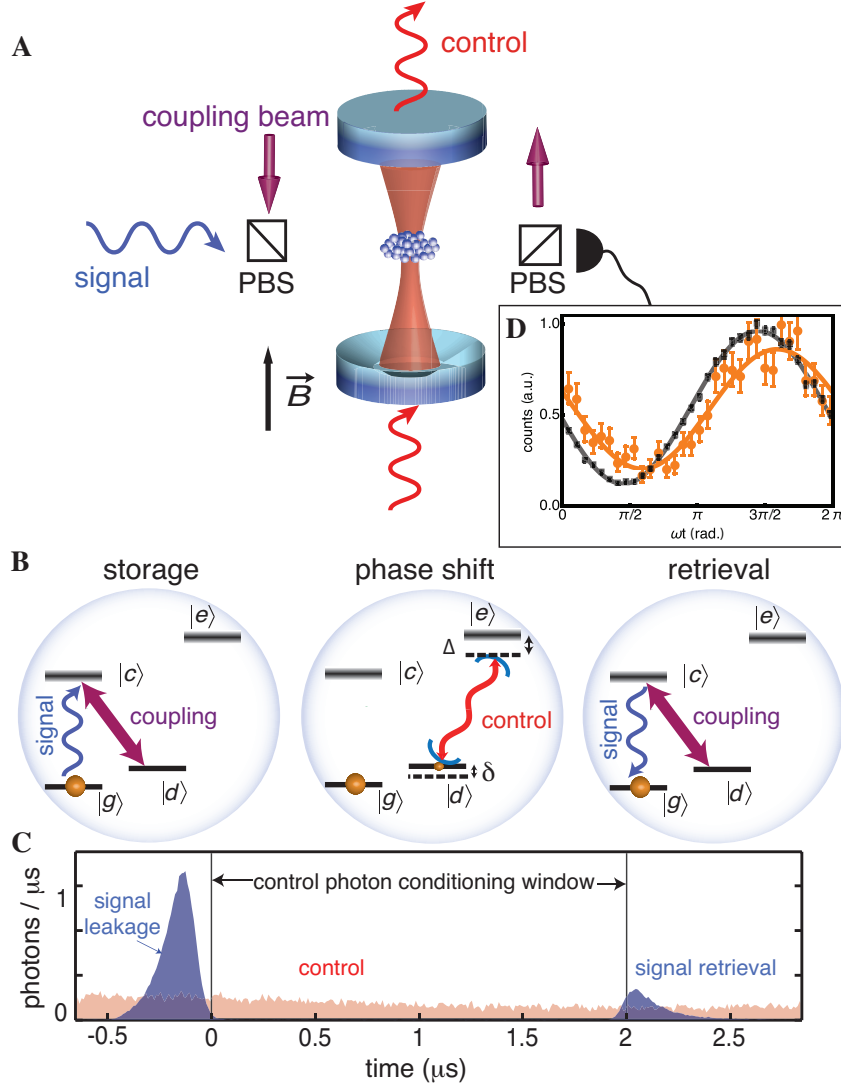 A
control
coupling beam
signal
PBS
PBS
B
D
counts (a.u.)
1.0
0.5
0.0
0
π/2
π
3π/2
2 π
ωt (rad.)
B
storage
phase shift
retrieval
|e⟩
|c⟩
signal
coupling
|g⟩
|d⟩
|e⟩
Δ
|c⟩
control
δ
|g⟩
|d⟩
|e⟩
|c⟩
signal
coupling
|g⟩
|d⟩
C
photons / μs
1
0
signal
leakage
control photon conditioning window
control
signal retrieval
-0.5
0
0.5
1
1.5
2
2.5
time (μs)